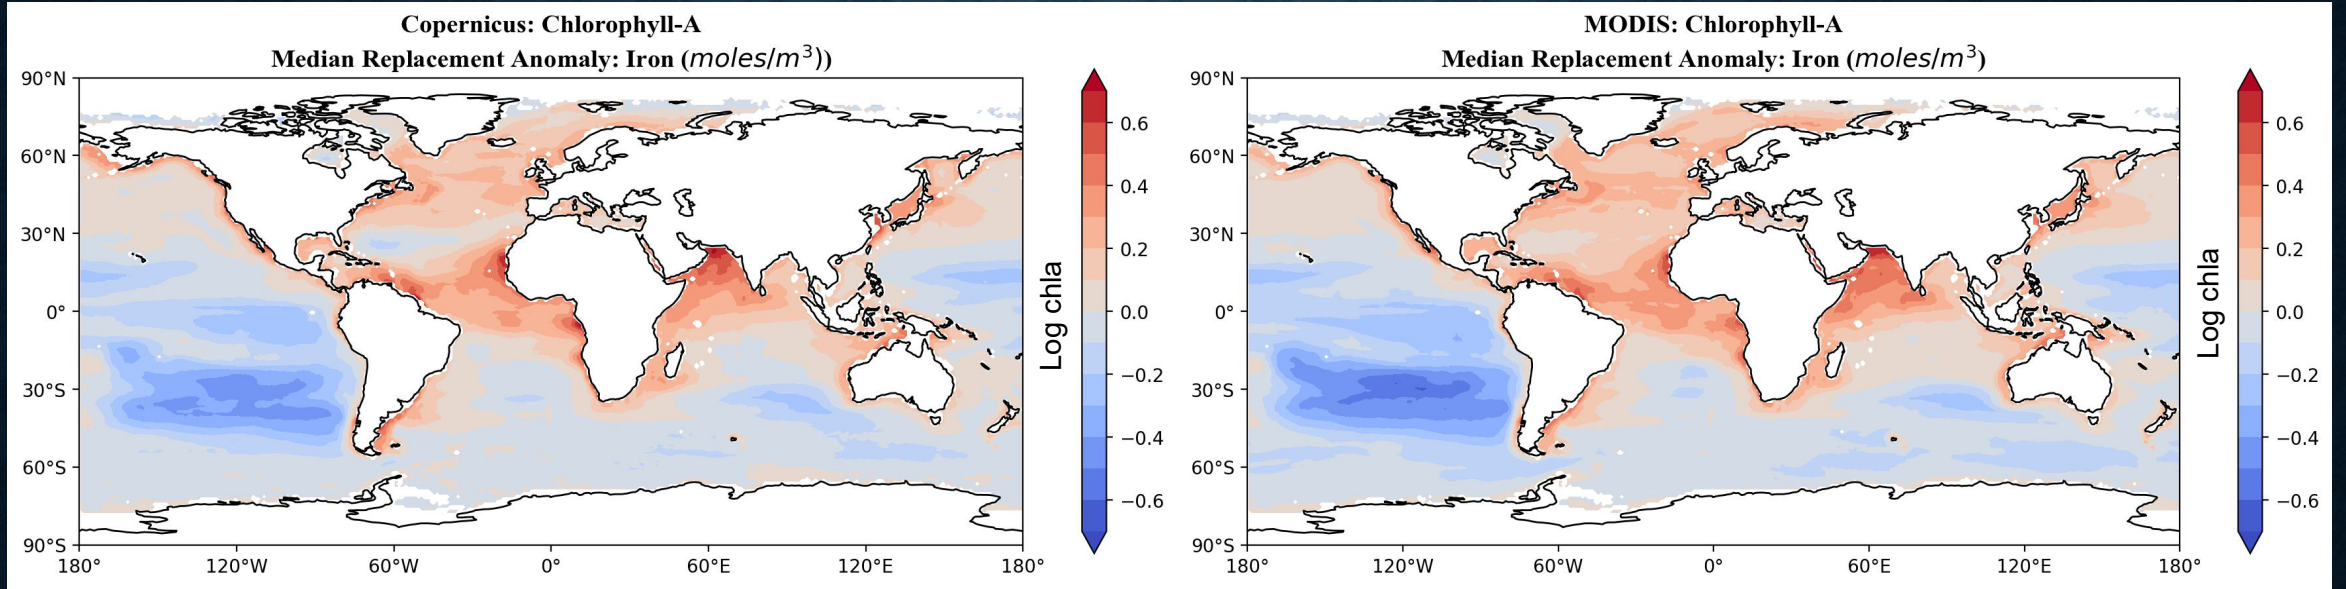 Copernicus: Chlorophyll-A
Median Replacement Anomaly: Iron (moles/m³))
90°N
60°N
30°N
0°
30°S
60°S
90°S
180°
120°W
60°W
0°
60°E
120°E
180°
0.6
0.4
0.2
0.0
−0.2
−0.4
−0.6
Log chla
MODIS: Chlorophyll-A
Median Replacement Anomaly: Iron (moles/m³)
90°N
60°N
30°N
0°
30°S
60°S
90°S
180°
120°W
60°W
0°
60°E
120°E
180°
0.6
0.4
0.2
0.0
−0.2
−0.4
−0.6
Log chla